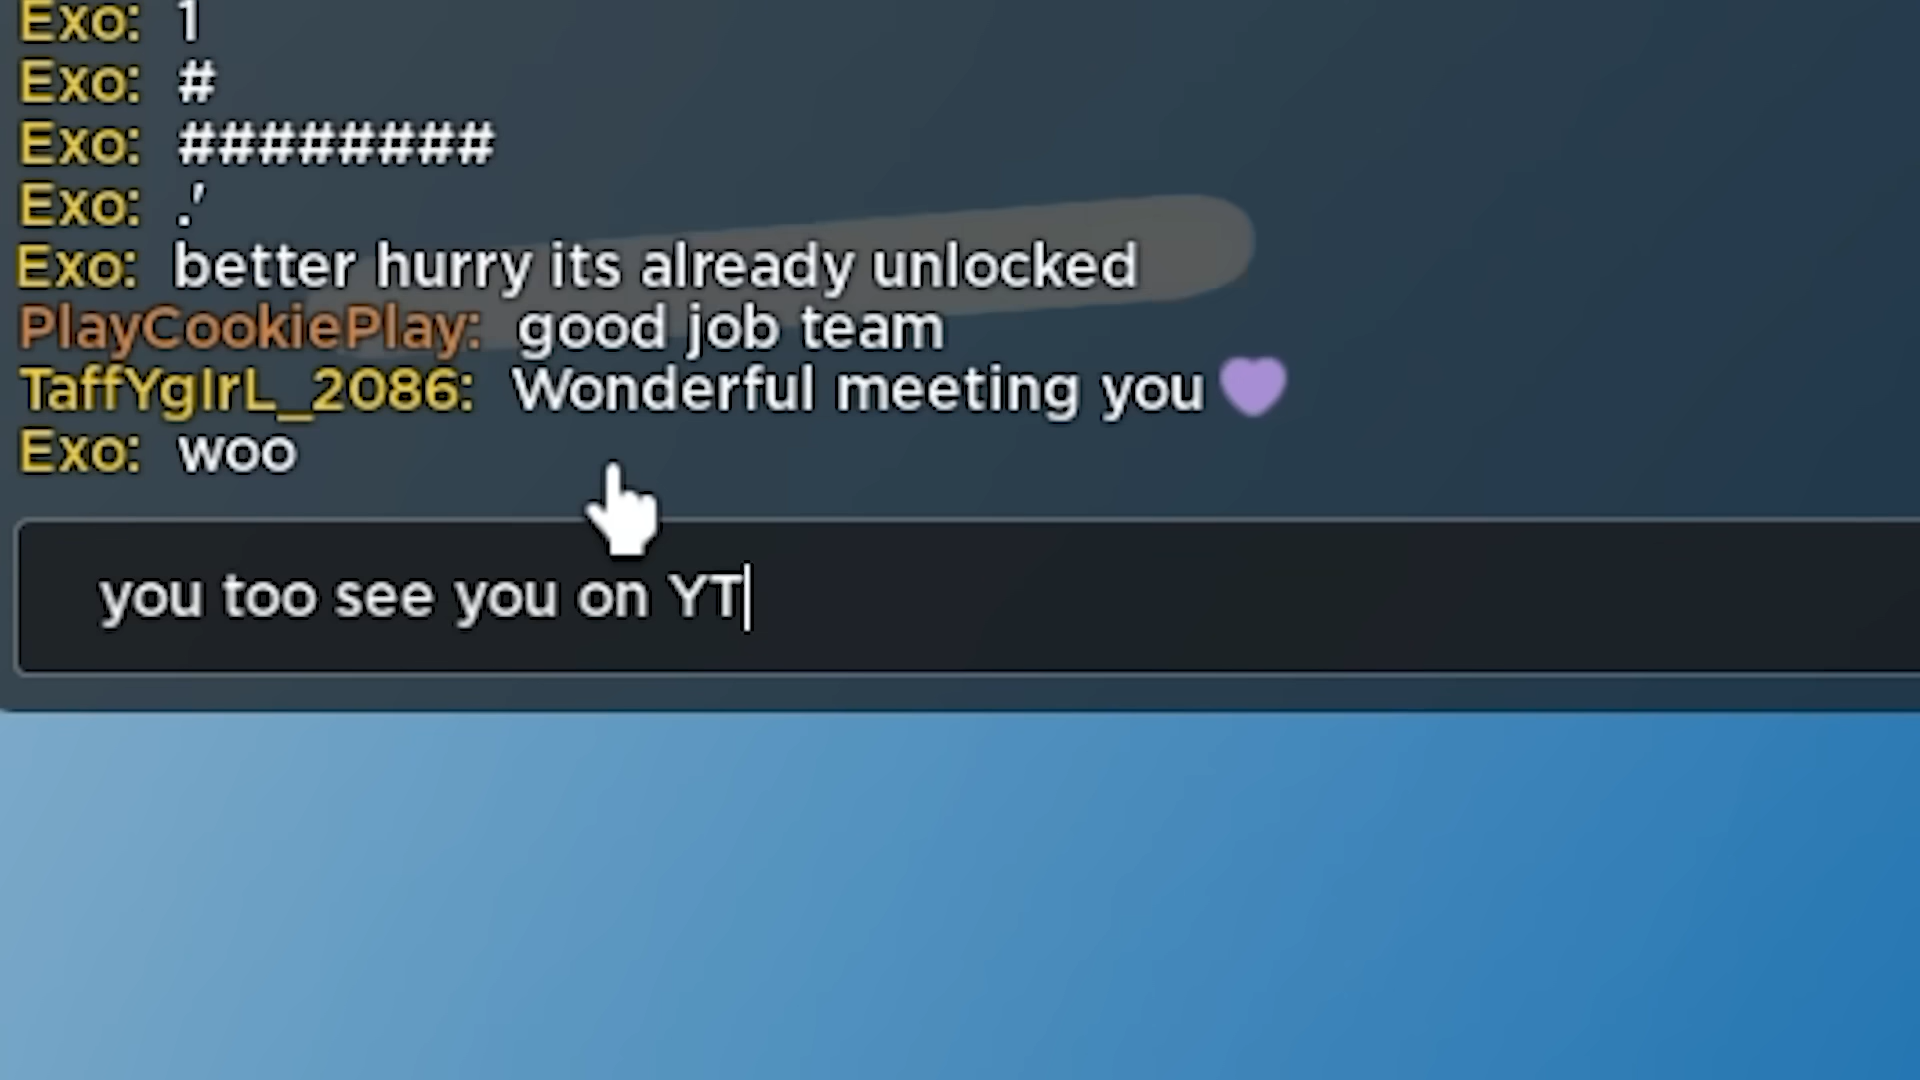 Exo: 1
Exo: #
Exo: ########
Exo: .'
Exo: better hurry its already unlocked
PlayCookiePlay: good job team
TaffYgIrL_2086: Wonderful meeting you💜
Exo: woo
you too see you on YT